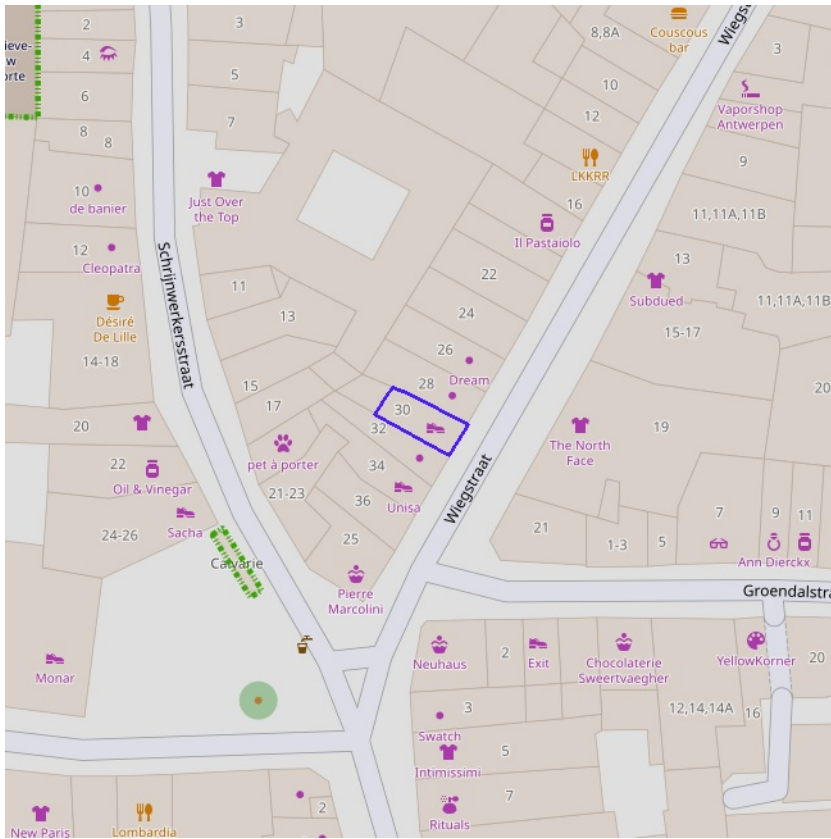 2
3
8,8A
Couscous
bar
Wiegst
3
ieve-
w
orte
4
5
10
Vaporshop
Antwerpen
6
12
7
8
8
LKKRR
9
10
de banier
Just Over
the Top
16
11,11A,11B
Il Pastaiolo
12
Cleopatra
Schrijnwerkersstraat
22
13
Subdued
11
11,11A,11B
Désiré
De Lille
13
24
15-17
14-18
26
Dream
15
28
20
30
17
20
32
19
The North
Face
pet à porter
34
22
Oil & Vinegar
Wiegstraat
21-23
36
Unisa
Sacha
24-26
25
21
1-3
5
7
9
11
Ann Dierckx
Calvarie
Pierre
Marcolini
Groendalstra
Monar
Neuhaus
2
Exit
Chocolaterie
Sweertvaegher
YellowKorner
20
3
12,14,14A
16
Swatch
5
Intimissimi
7
Rituals
2
New Paris
Lombardia